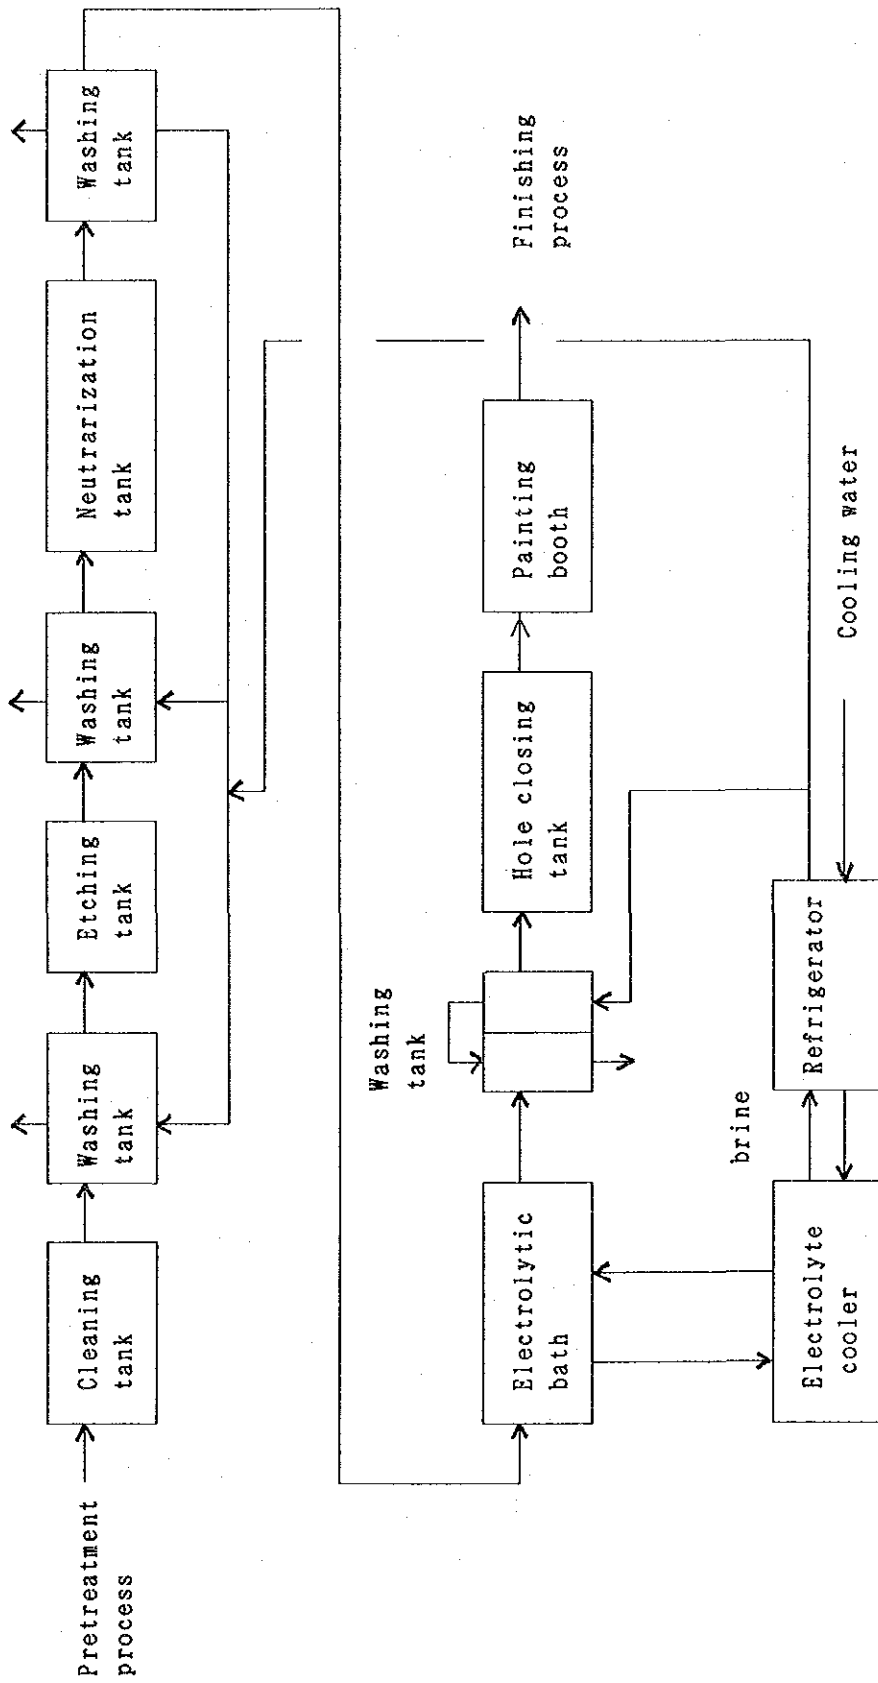 Pretreatment
process
Cleaning
tank
Washing
tank
Etching
tank
Washing
tank
Neutrarization
tank
Washing
tank
Electrolytic
bath
Washing
tank
Hole closing
tank
Painting
booth
Finishing
process
Electrolyte
cooler
brine
Refrigerator
Cooling water